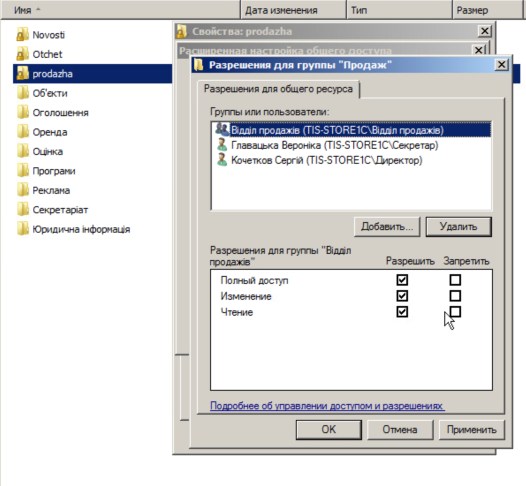 Имя Дата изменения Тип Размер
Novosti
Otchet
prodazha
Об'єкти
Оголошення
Оренда
Оцінка
Програми
Реклама
Секретаріат
Юридична інформація
Свойства: prodazha
Расширенная настройка общего доступа
Разрешения для группы "Продаж"
Разрешения для общего ресурса
Группы или пользователи:
Відділ продажів (TIS-STORE1C\Відділ продажів)
Главацька Вероніка (TIS-STORE1C\Секретар)
Кочетков Сергій (TIS-STORE1C\Директор)
Добавить... Удалить
Разрешения для группы "Відділ
продажів" Разрешить Запретить
Полный доступ
Изменение
Чтение
Подробнее об управлении доступом и разрешениях
ОК Отмена Применить